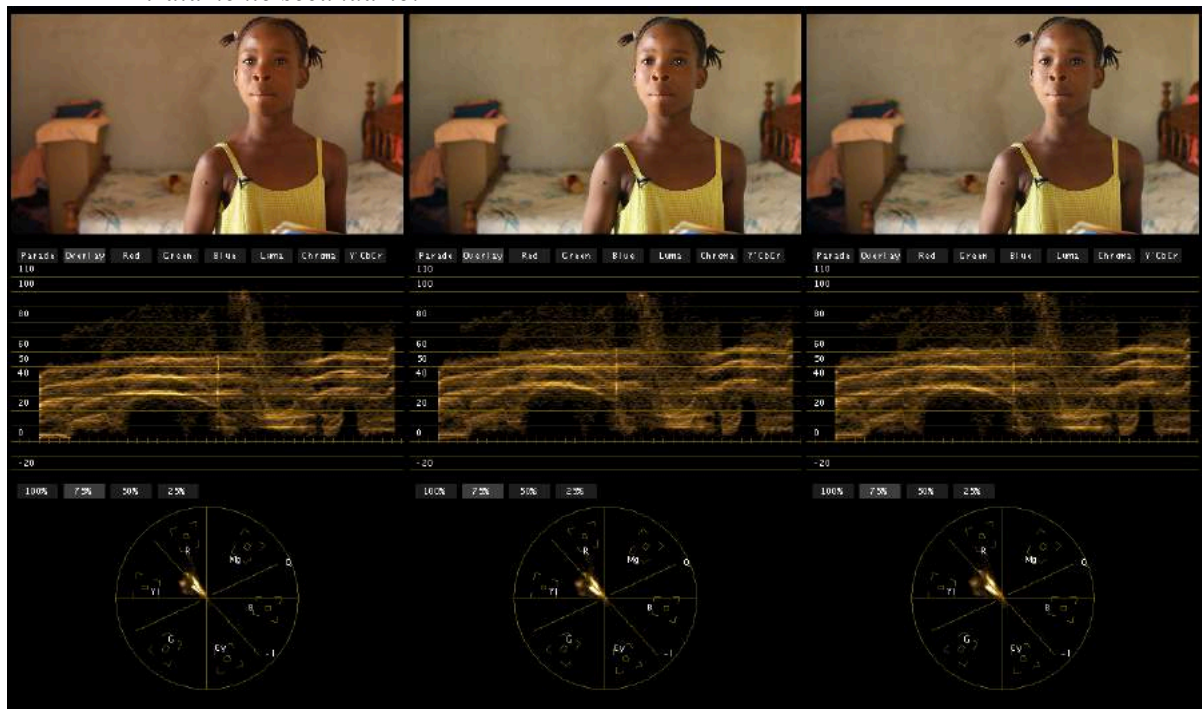 Parade Overlay Red Green Blue Luma Chroma Y'CbCr
110
100
80
60
50
40
20
0
-20
100% 75% 50% 25%
R
Mg
Q
Yl
B
G
Cy
-I
Parade Overlay Red Green Blue Luma Chroma Y'CbCr
110
100
80
60
50
40
20
0
-20
100% 75% 50% 25%
R
Mg
Q
Yl
B
G
Cy
-I
Parade Overlay Red Green Blue Luma Chroma Y'CbCr
110
100
80
60
50
40
20
0
-20
100% 75% 50% 25%
R
Mg
Q
Yl
B
G
Cy
-I